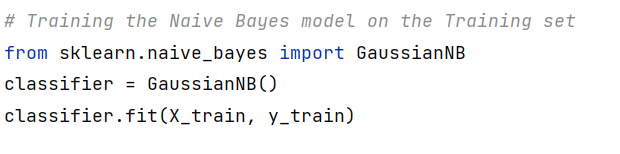 # Training the Naive Bayes model on the Training set
from sklearn.naive_bayes import GaussianNB
classifier = GaussianNB()
classifier.fit(X_train, y_train)